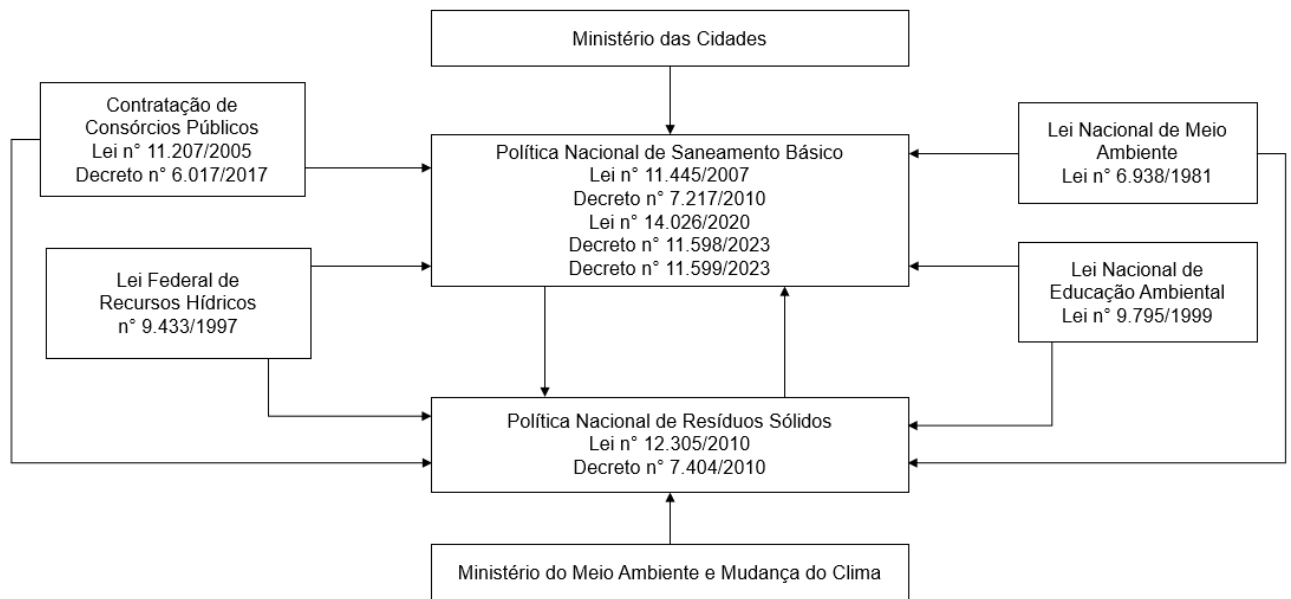 Ministério das Cidades
Contratação de
Consórcios Públicos
Lei n° 11.207/2005
Decreto n° 6.017/2017
Política Nacional de Saneamento Básico
Lei n° 11.445/2007
Decreto n° 7.217/2010
Lei n° 14.026/2020
Decreto n° 11.598/2023
Decreto n° 11.599/2023
Lei Nacional de Meio
Ambiente
Lei n° 6.938/1981
Lei Federal de
Recursos Hídricos
n° 9.433/1997
Lei Nacional de
Educação Ambiental
Lei n° 9.795/1999
Política Nacional de Resíduos Sólidos
Lei n° 12.305/2010
Decreto n° 7.404/2010
Ministério do Meio Ambiente e Mudança do Clima